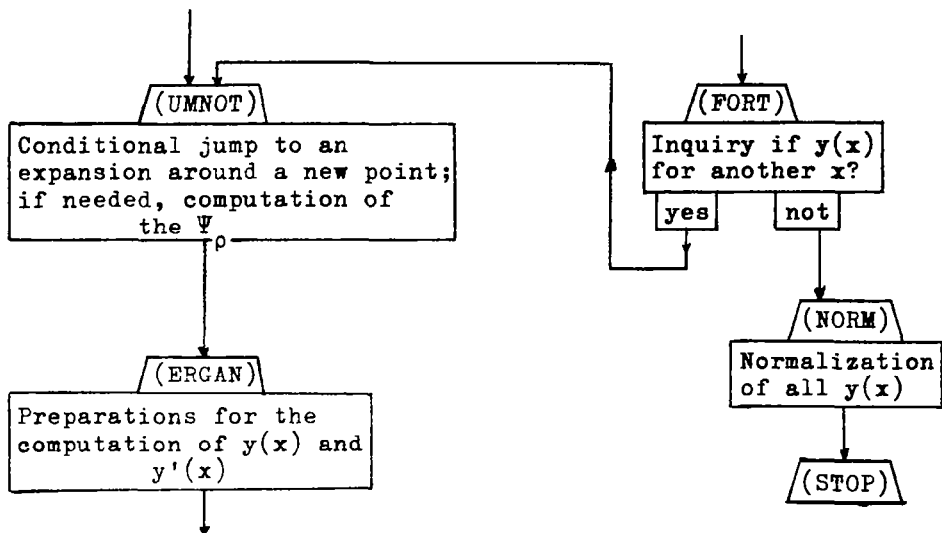 (UMNOT)
Conditional jump to an
expansion around a new point;
if needed, computation of
the Ψρ
(ERGAN)
Preparations for the
computation of y(x) and
y'(x)
(FORT)
Inquiry if y(x)
for another x?
yes
not
(NORM)
Normalization
of all y(x)
(STOP)